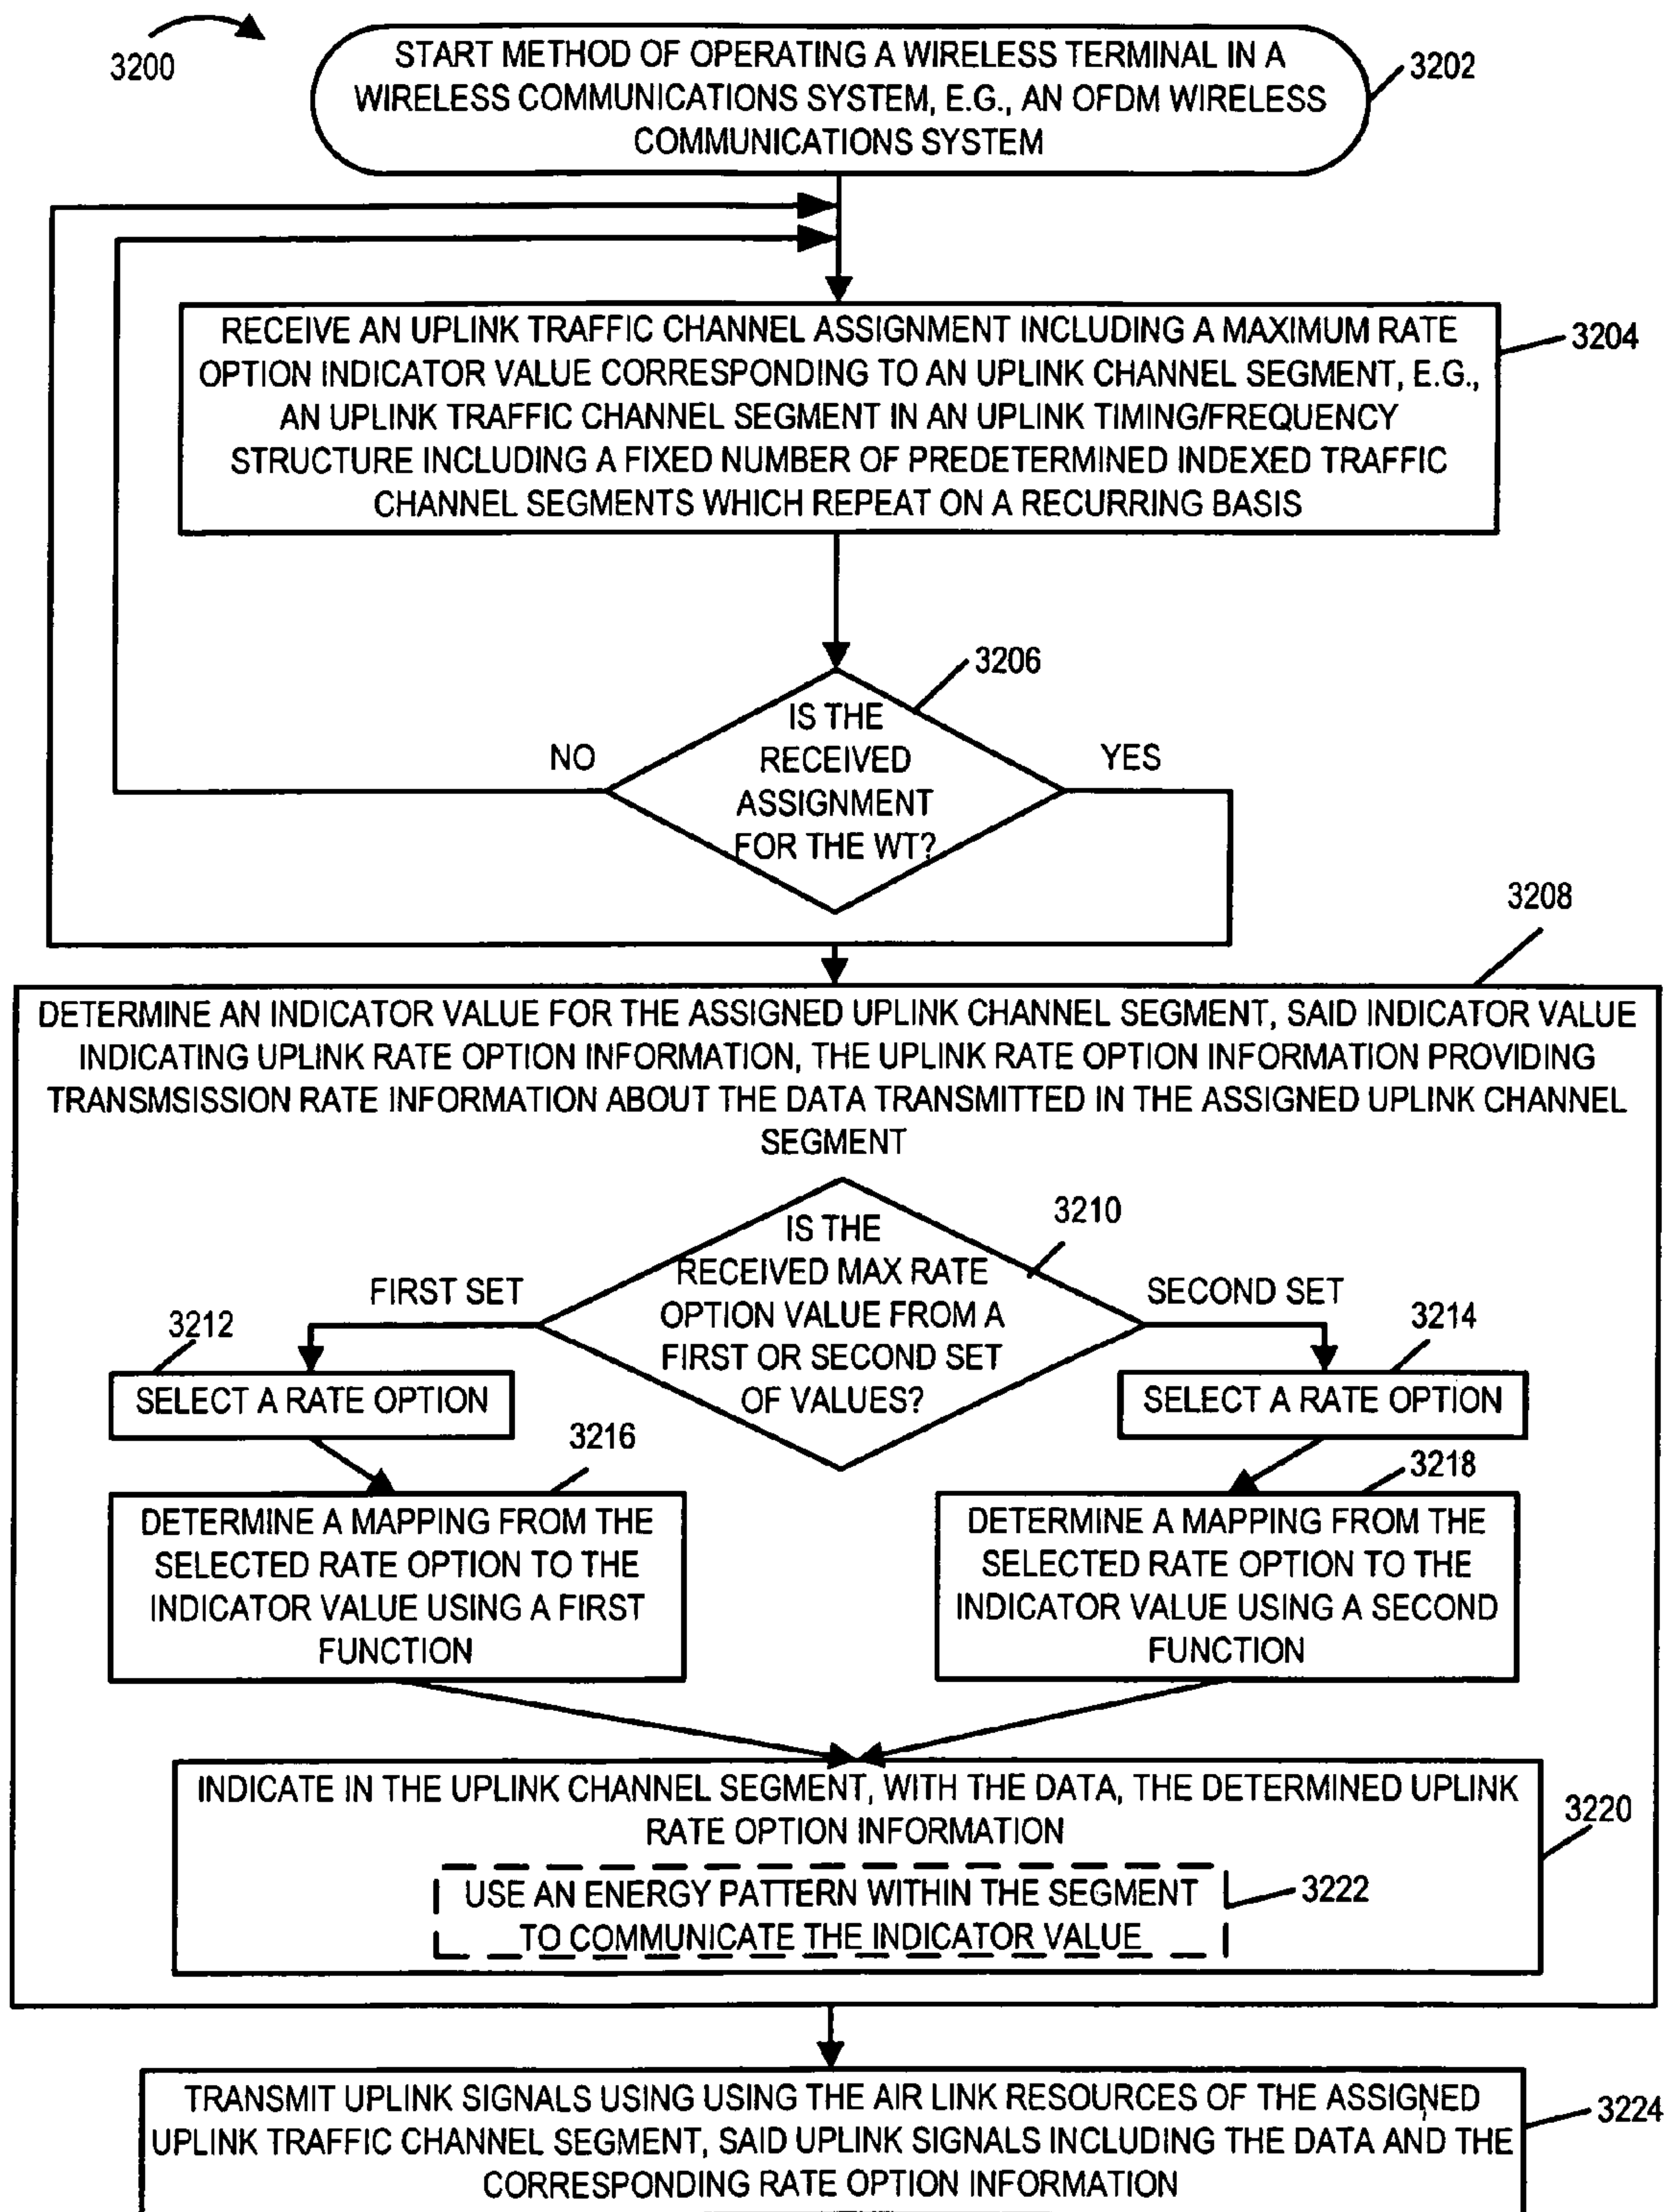 3200
START METHOD OF OPERATING A WIRELESS TERMINAL IN A
WIRELESS COMMUNICATIONS SYSTEM, E.G., AN OFDM WIRELESS
COMMUNICATIONS SYSTEM
3202
RECEIVE AN UPLINK TRAFFIC CHANNEL ASSIGNMENT INCLUDING A MAXIMUM RATE
OPTION INDICATOR VALUE CORRESPONDING TO AN UPLINK CHANNEL SEGMENT, E.G.,
AN UPLINK TRAFFIC CHANNEL SEGMENT IN AN UPLINK TIMING/FREQUENCY
STRUCTURE INCLUDING A FIXED NUMBER OF PREDETERMINED INDEXED TRAFFIC
CHANNEL SEGMENTS WHICH REPEAT ON A RECURRING BASIS
3204
3206
IS THE
RECEIVED
ASSIGNMENT
FOR THE WT?
NO
YES
3208
DETERMINE AN INDICATOR VALUE FOR THE ASSIGNED UPLINK CHANNEL SEGMENT, SAID INDICATOR VALUE
INDICATING UPLINK RATE OPTION INFORMATION, THE UPLINK RATE OPTION INFORMATION PROVIDING
TRANSMSISSION RATE INFORMATION ABOUT THE DATA TRANSMITTED IN THE ASSIGNED UPLINK CHANNEL
SEGMENT
3210
IS THE
RECEIVED MAX RATE
OPTION VALUE FROM A
FIRST OR SECOND SET
OF VALUES?
FIRST SET
SECOND SET
3212
SELECT A RATE OPTION
3214
SELECT A RATE OPTION
3216
DETERMINE A MAPPING FROM THE
SELECTED RATE OPTION TO THE
INDICATOR VALUE USING A FIRST
FUNCTION
3218
DETERMINE A MAPPING FROM THE
SELECTED RATE OPTION TO THE
INDICATOR VALUE USING A SECOND
FUNCTION
INDICATE IN THE UPLINK CHANNEL SEGMENT, WITH THE DATA, THE DETERMINED UPLINK
RATE OPTION INFORMATION
3220
USE AN ENERGY PATTERN WITHIN THE SEGMENT
TO COMMUNICATE THE INDICATOR VALUE
3222
TRANSMIT UPLINK SIGNALS USING USING THE AIR LINK RESOURCES OF THE ASSIGNED
UPLINK TRAFFIC CHANNEL SEGMENT, SAID UPLINK SIGNALS INCLUDING THE DATA AND THE
CORRESPONDING RATE OPTION INFORMATION
3224